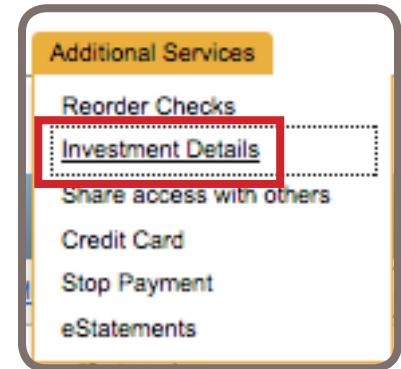 Additional Services
Reorder Checks
Investment Details
Share access with others
Credit Card
Stop Payment
eStatements